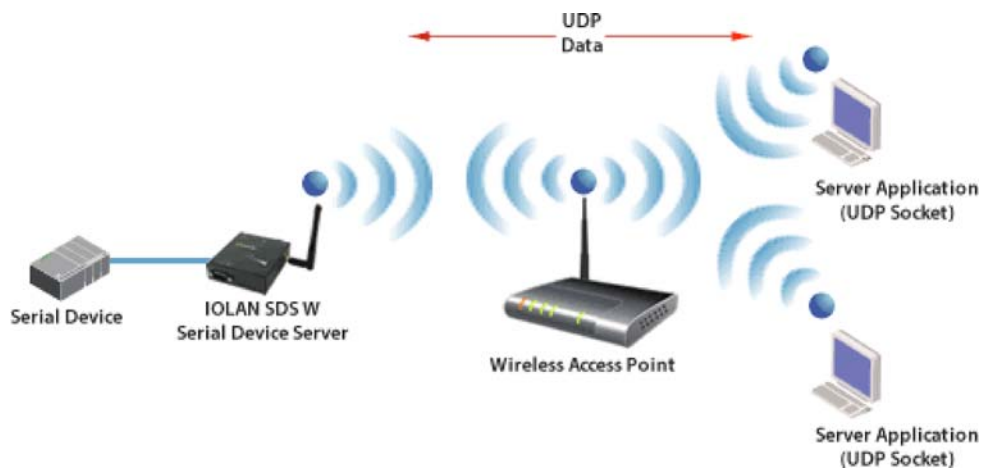 UDP
Data
Server Application
(UDP Socket)
Serial Device
IOLAN SDS W
Serial Device Server
Wireless Access Point
Server Application
(UDP Socket)